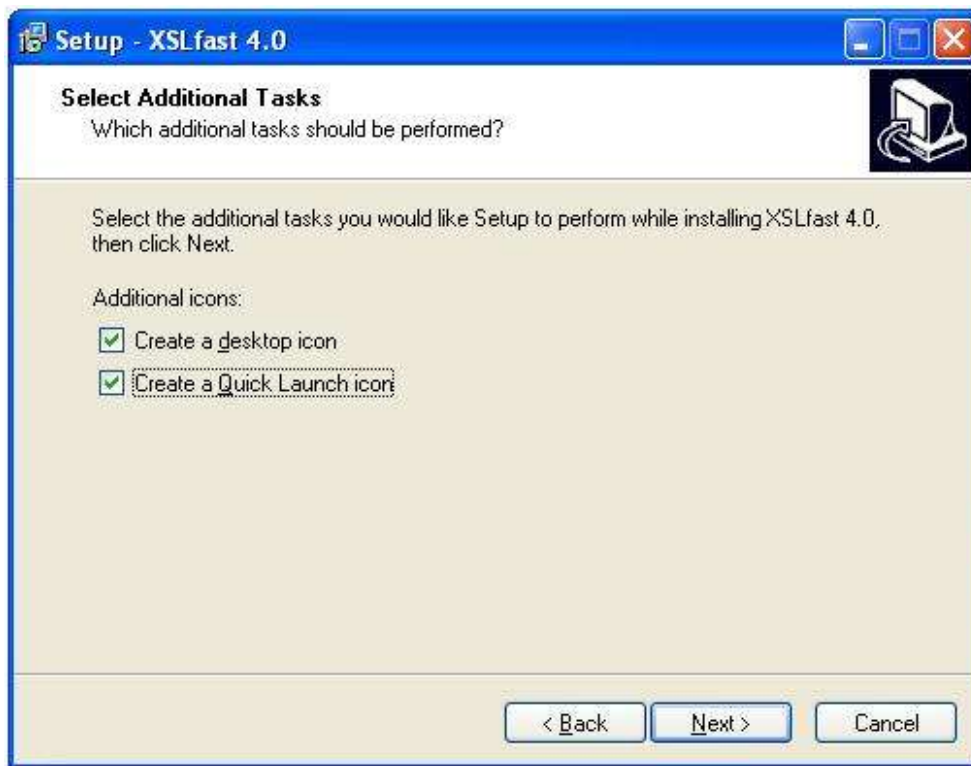 Setup - XSLfast 4.0
Select Additional Tasks
Which additional tasks should be performed?
Select the additional tasks you would like Setup to perform while installing XSLfast 4.0,
then click Next.
Additional icons:
Create a desktop icon
Create a Quick Launch icon
< Back Next > Cancel